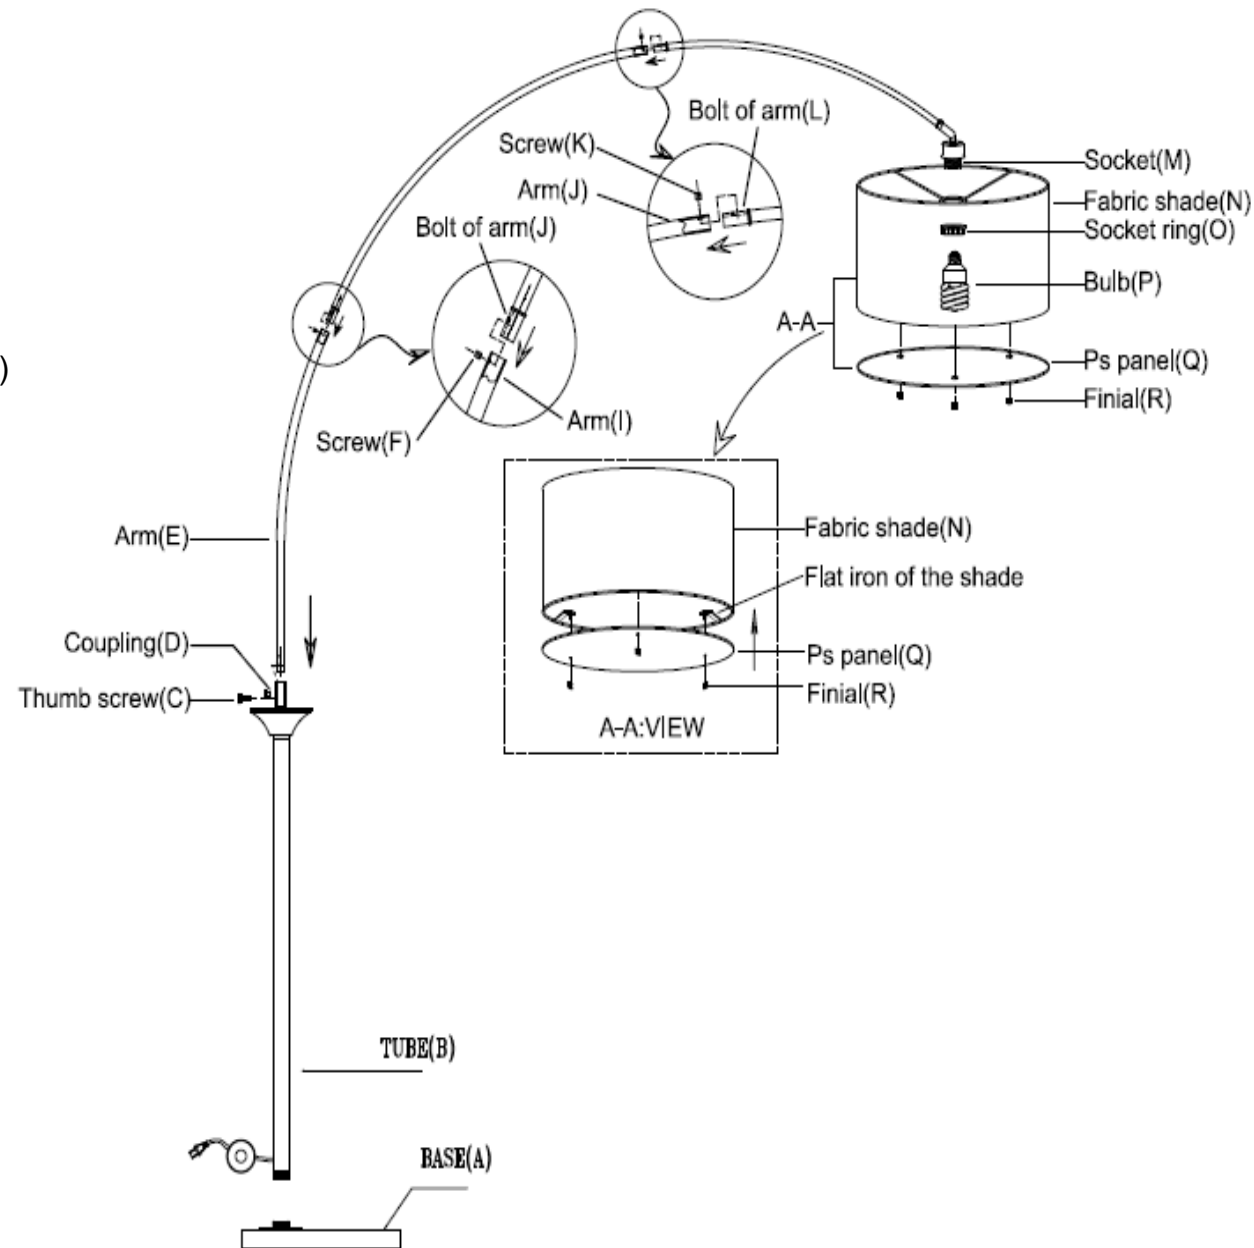 Bolt of arm(L)
Screw(K)
Arm(J)
Socket(M)
Fabric shade(N)
Socket ring(O)
Bolt of arm(J)
Bulb(P)
A-A
)
Ps panel(Q)
Finial(R)
Arm(I)
Screw(F)
Arm(E)
Fabric shade(N)
Flat iron of the shade
Coupling(D)
Ps panel(Q)
Thumb screw(C)
Finial(R)
A-A:VIEW
TUBE(B)
BASE(A)